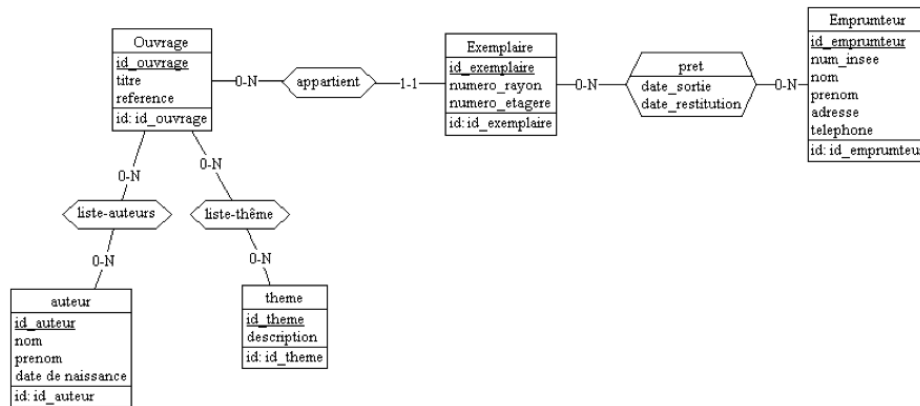 Ouvrage
id_ouvrage
titre
reference
id: id_ouvrage
0-N
appartient
1-1
Exemplaire
id_exemplaire
numero_rayon
numero_etagere
id: id_exemplaire
0-N
pret
date_sortie
date_restitution
0-N
Emprumteur
id_emprumteur
num_insee
nom
prenom
adresse
telephone
id: id_emprumteur
0-N
liste-auteurs
0-N
auteur
id_auteur
nom
prenom
date de naissance
id: id_auteur
0-N
liste-thême
0-N
theme
id_theme
description
id: id_theme